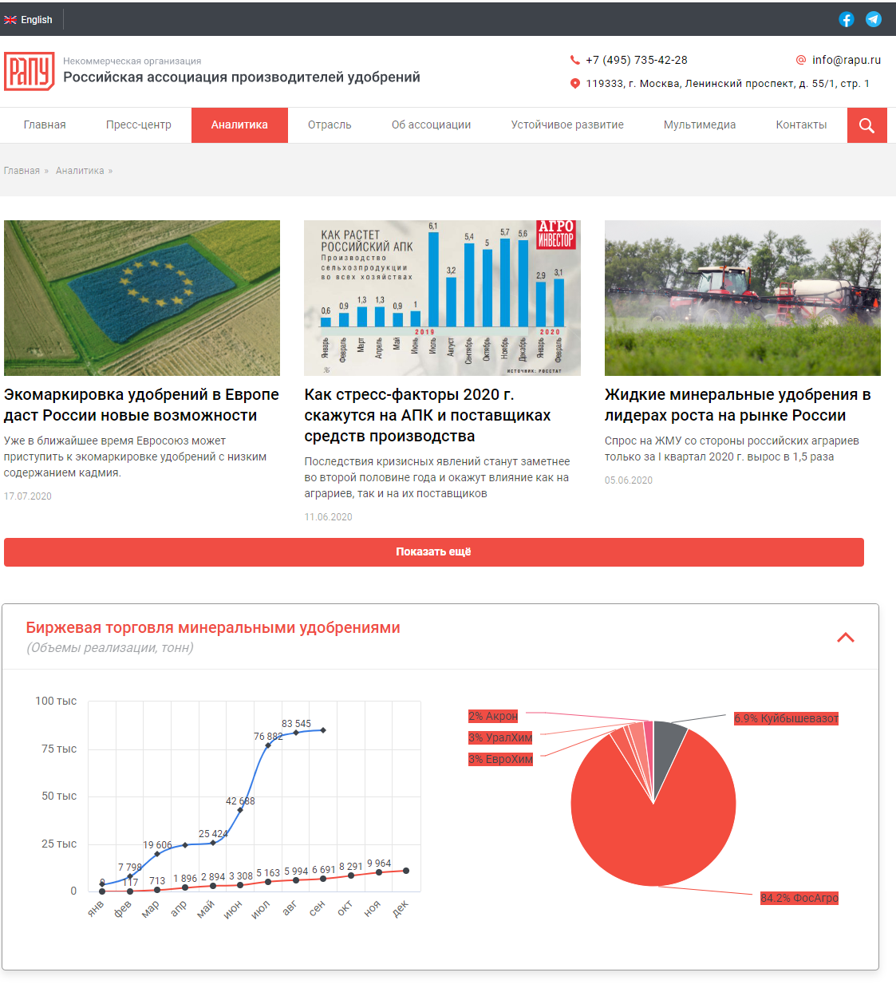 English
РАПУ
Некоммерческая организация
Российская ассоциация производителей удобрений
+7 (495) 735-42-28
info@rapu.ru
119333, г. Москва, Ленинский проспект, д. 55/1, стр. 1
Главная Пресс-центр Аналитика Отрасль Об ассоциации Устойчивое развитие Мультимедиа Контакты
Главная » Аналитика »
КАК РАСТЕТ
РОССИЙСКИЙ АПК
Производство
сельхозпродукции
во всех хозяйствах
АГРО
ИНВЕСТОР
0,6 0,9 1,3 1,3 0,9 1 6,1 3,2 5,4 5 5,7 5,6 2,9 3,1
2019 2020
Январь Февраль Март Апрель Май Июнь Июль Август Сентябрь Октябрь Ноябрь Декабрь Январь Февраль
ИСТОЧНИК: РОССТАТ
Экомаркировка удобрений в Европе
даст России новые возможности
Уже в ближайшее время Евросоюз может
приступить к экомаркировке удобрений с низким
содержанием кадмия.
17.07.2020
Как стресс-факторы 2020 г.
скажутся на АПК и поставщиках
средств производства
Последствия кризисных явлений станут заметнее
во второй половине года и окажут влияние как на
аграриев, так и на их поставщиков
11.06.2020
Жидкие минеральные удобрения в
лидерах роста на рынке России
Спрос на ЖМУ со стороны российских аграриев
только за I квартал 2020 г. вырос в 1,5 раза
05.06.2020
Показать ещё
Биржевая торговля минеральными удобрениями
(Объемы реализации, тонн)
100 тыс
75 тыс
50 тыс
25 тыс
0
7 798 19 606 25 424 42 688 76 882 83 545
0 117 713 1 896 2 894 3 308 5 163 5 994 6 691 8 291 9 964
янв фев мар апр май июн июл авг сен окт ноя дек
2% Акрон
3% УралХим
3% ЕвроХим
6.9% Куйбышевазот
84.2% ФосАгро